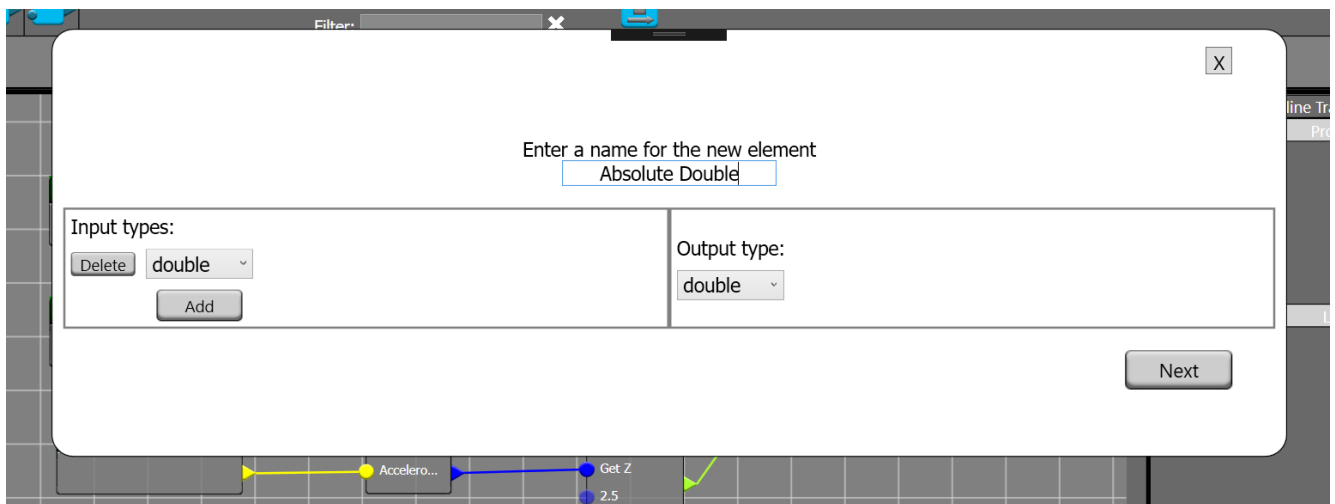 Filter:
X
Enter a name for the new element
Absolute Double
Input types:
Delete double
Add
Output type:
double
Next
Accelero...
Get Z
2.5